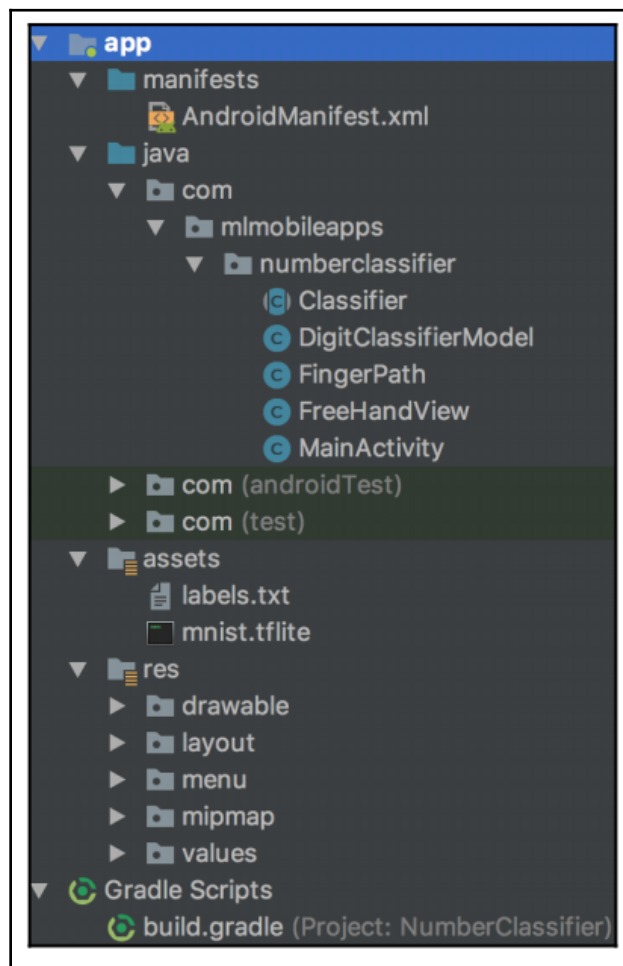 app
manifests
AndroidManifest.xml
java
com
mlmobileapps
numberclassifier
Classifier
DigitClassifierModel
FingerPath
FreeHandView
MainActivity
com (androidTest)
com (test)
assets
labels.txt
mnist.tflite
res
drawable
layout
menu
mipmap
values
Gradle Scripts
build.gradle (Project: NumberClassifier)